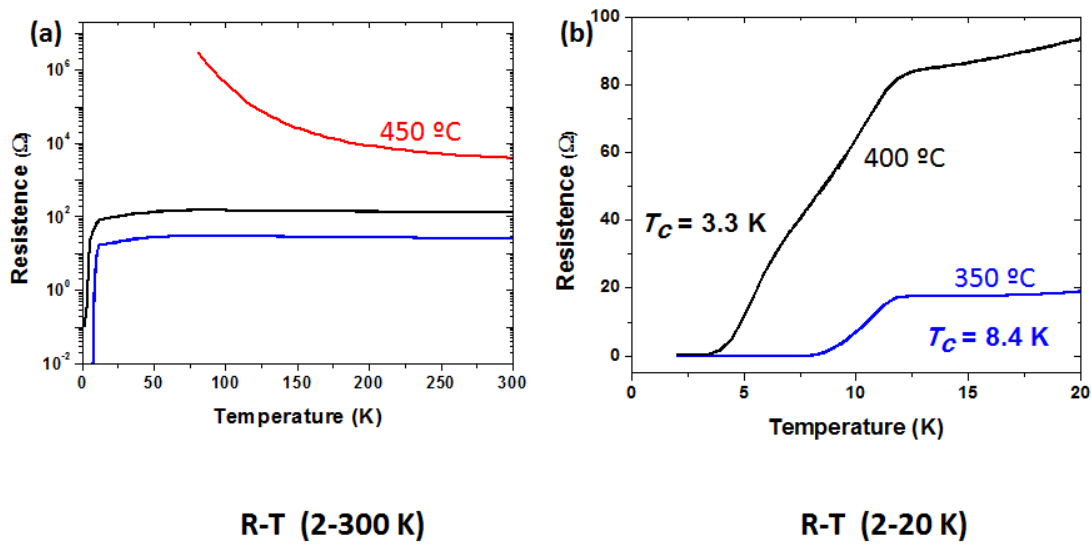 (a)
450 ºC
10^6
10^4
10^2
10^0
10^-2
0
50
100
150
200
250
300
Resistence (Ω)
Temperature (K)
(b)
400 ºC
T_C = 3.3 K
350 ºC
T_C = 8.4 K
100
80
60
40
20
0
0
5
10
15
20
Resistence (Ω)
Temperature (K)
R-T (2-300 K)
R-T (2-20 K)